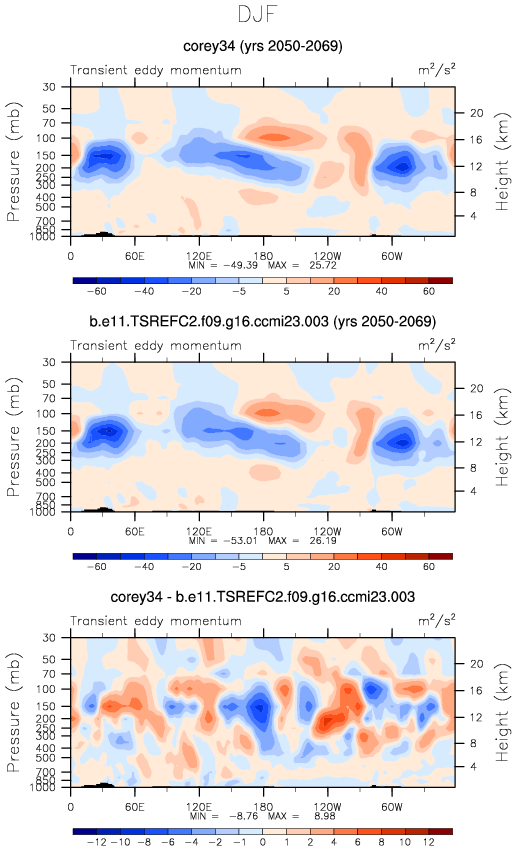 DJF
corey34 (yrs 2050-2069)
Transient eddy momentum m²/s²
Pressure (mb)
30
50
70
100
150
200
250
300
400
500
700
850
1000
Height (km)
20
16
12
8
4
0 60E 120E 180 120W 60W
MIN = -49.39 MAX = 25.72
-60 -40 -20 -5 5 20 40 60
b.e11.TSREFC2.f09.g16.ccmi23.003 (yrs 2050-2069)
Transient eddy momentum m²/s²
Pressure (mb)
30
50
70
100
150
200
250
300
400
500
700
850
1000
Height (km)
20
16
12
8
4
0 60E 120E 180 120W 60W
MIN = -53.01 MAX = 26.19
-60 -40 -20 -5 5 20 40 60
corey34 - b.e11.TSREFC2.f09.g16.ccmi23.003
Transient eddy momentum m²/s²
Pressure (mb)
30
50
70
100
150
200
250
300
400
500
700
850
1000
Height (km)
20
16
12
8
4
0 60E 120E 180 120W 60W
MIN = -8.76 MAX = 8.98
-12 -10 -8 -6 -4 -2 -1 0 1 2 4 6 8 10 12